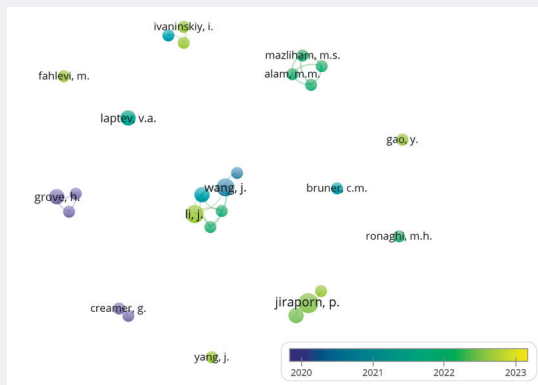 ivaninskiy, i.
mazliham, m.s.
fahlevi, m.
alam, m.m.
laptev, v.a.
gao, y.
wang, j.
bruner, c.m.
grove, h.
li, j.
ronaghi, m.h.
jiraporn, p.
creamer, g.
yang, j.
2020 2021 2022 2023